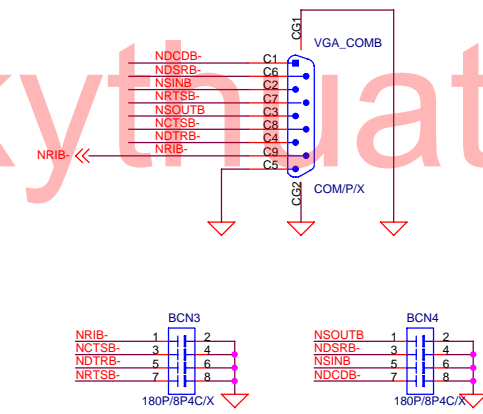 CG1
VGA_COMB
NDCDB- C1
NDSRB- C6
NSINB C2
NRTSB- C7
NSOUTB C3
NCTSB- C8
NDTRB- C4
NRIB- NRIB- C9
C5
CG2
COM/P/X
kythuat
BCN3
NRIB- 1 2
NCTSB- 3 4
NDTRB- 5 6
NRTSB- 7 8
180P/8P4C/X
BCN4
NSOUTB 1 2
NDSRB- 3 4
NSINB 5 6
NDCDB- 7 8
180P/8P4C/X